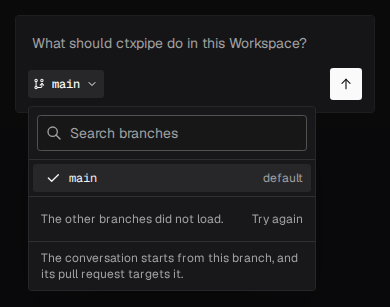 What should ctxpipe do in this Workspace?
main
Search branches
main default
The other branches did not load. Try again
The conversation starts from this branch, and
its pull request targets it.